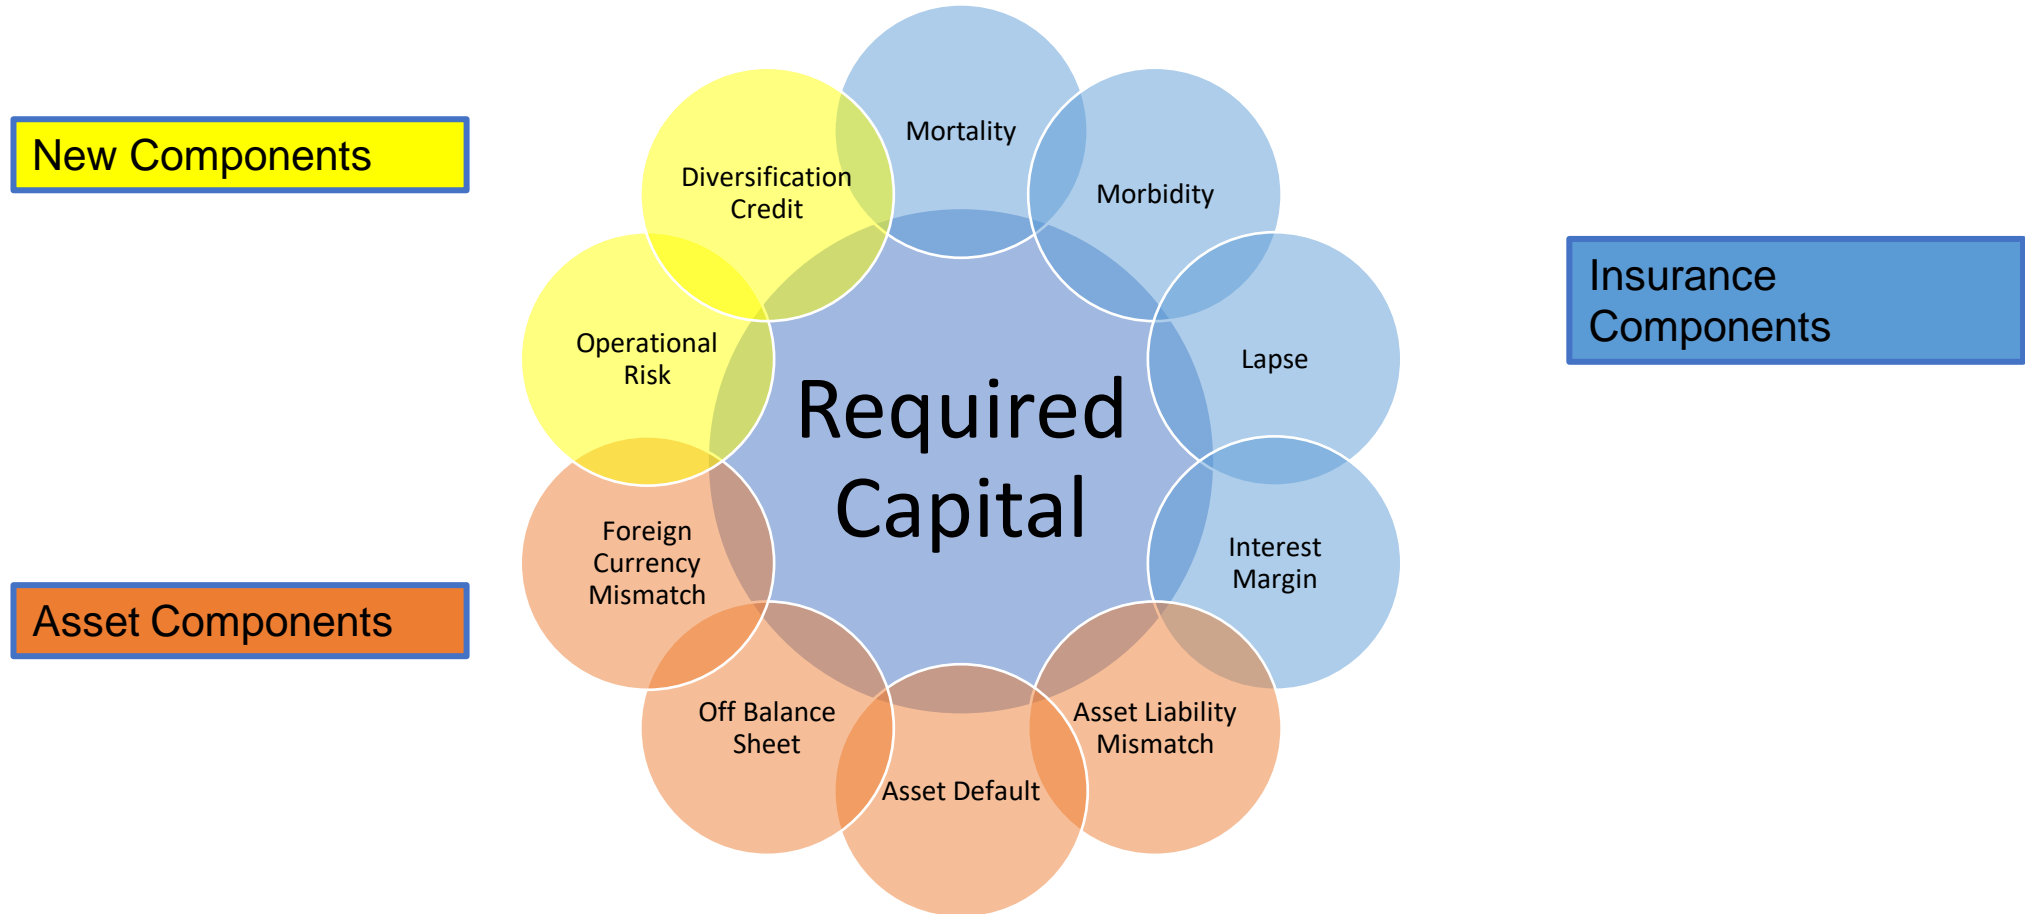 New Components
Insurance
Components
Asset Components
Required
Capital
Mortality
Morbidity
Lapse
Interest
Margin
Asset Liability
Mismatch
Asset Default
Off Balance
Sheet
Foreign
Currency
Mismatch
Operational
Risk
Diversification
Credit